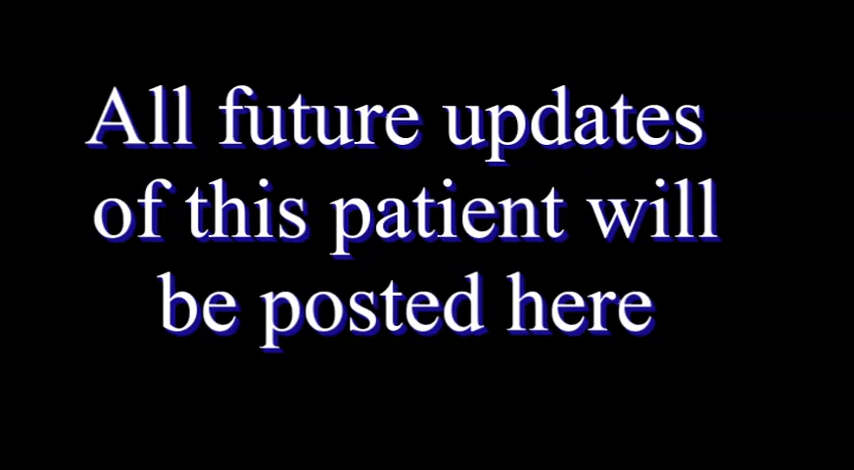 All future updates
of this patient will
be posted here